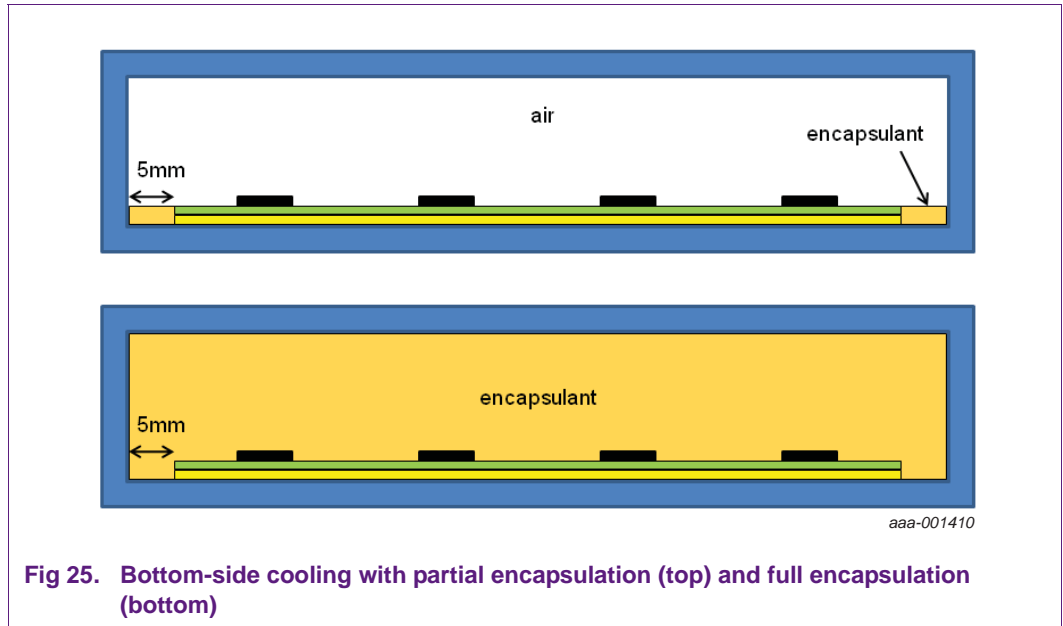 air
encapsulant
5mm
encapsulant
5mm
aaa-001410
Fig 25. Bottom-side cooling with partial encapsulation (top) and full encapsulation
(bottom)